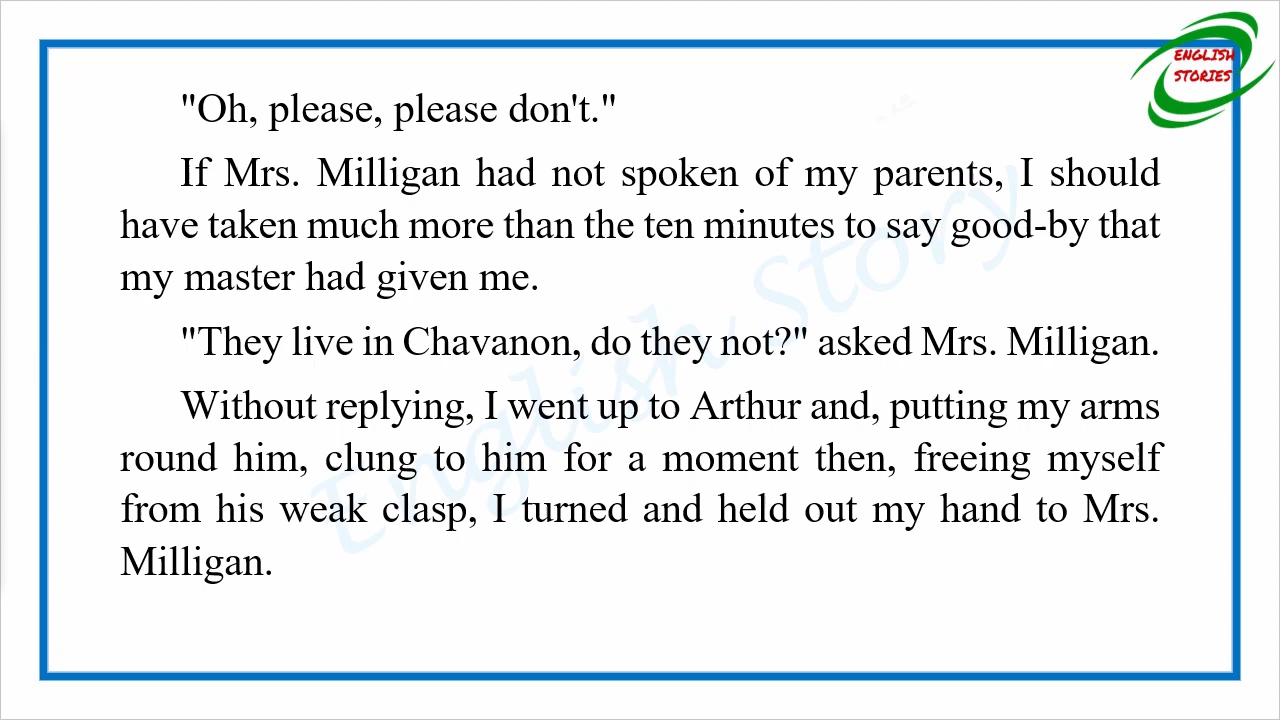 ENGLISH
STORIES
"Oh, please, please don't."
If Mrs. Milligan had not spoken of my parents, I should
have taken much more than the ten minutes to say good-by that
my master had given me.
"They live in Chavanon, do they not?" asked Mrs. Milligan.
Without replying, I went up to Arthur and, putting my arms
round him, clung to him for a moment then, freeing myself
from his weak clasp, I turned and held out my hand to Mrs.
Milligan.
English Story